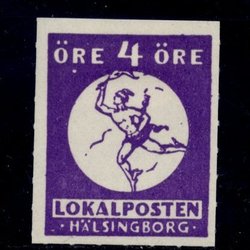 ÖRE 4 ÖRE
LOKALPOSTEN
· HÄLSINGBORG ·